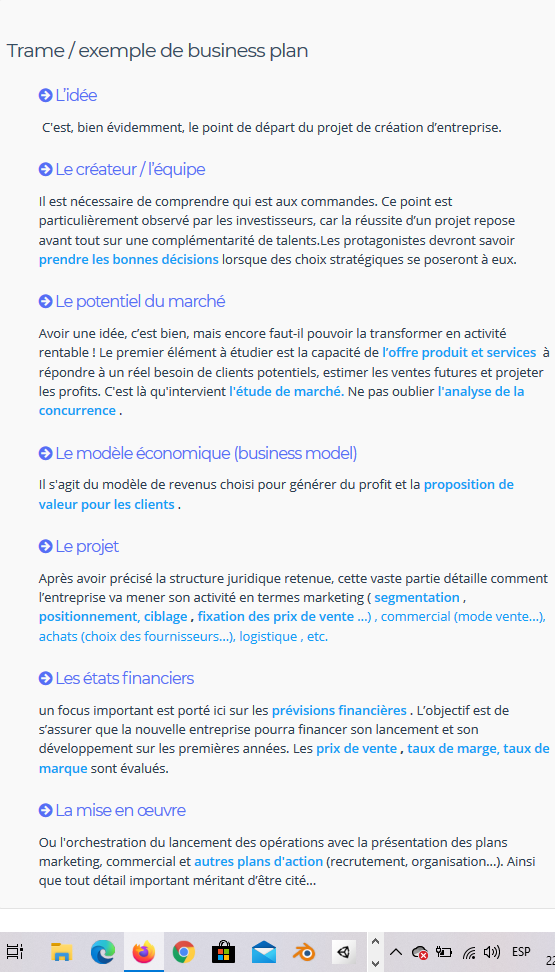 Trame / exemple de business plan
L'idée
C'est, bien évidemment, le point de départ du projet de création d’entreprise.
Le créateur / l’équipe
Il est nécessaire de comprendre qui est aux commandes. Ce point est
particulièrement observé par les investisseurs, car la réussite d’un projet repose
avant tout sur une complémentarité de talents.Les protagonistes devront savoir
prendre les bonnes décisions lorsque des choix stratégiques se poseront à eux.
Le potentiel du marché
Avoir une idée, c’est bien, mais encore faut-il pouvoir la transformer en activité
rentable ! Le premier élément à étudier est la capacité de l’offre produit et services à
répondre à un réel besoin de clients potentiels, estimer les ventes futures et projeter
les profits. C'est là qu'intervient l'étude de marché. Ne pas oublier l'analyse de la
concurrence .
Le modèle économique (business model)
Il s'agit du modèle de revenus choisi pour générer du profit et la proposition de
valeur pour les clients .
Le projet
Après avoir précisé la structure juridique retenue, cette vaste partie détaille comment
l’entreprise va mener son activité en termes marketing ( segmentation ,
positionnement, ciblage , fixation des prix de vente ...) , commercial (mode vente...),
achats (choix des fournisseurs...), logistique , etc.
Les états financiers
un focus important est porté ici sur les prévisions financières . L’objectif est de
s’assurer que la nouvelle entreprise pourra financer son lancement et son
développement sur les premières années. Les prix de vente , taux de marge, taux de
marque sont évalués.
La mise en œuvre
Ou l'orchestration du lancement des opérations avec la présentation des plans
marketing, commercial et autres plans d'action (recrutement, organisation...). Ainsi
que tout détail important méritant d’être cité...
ESP